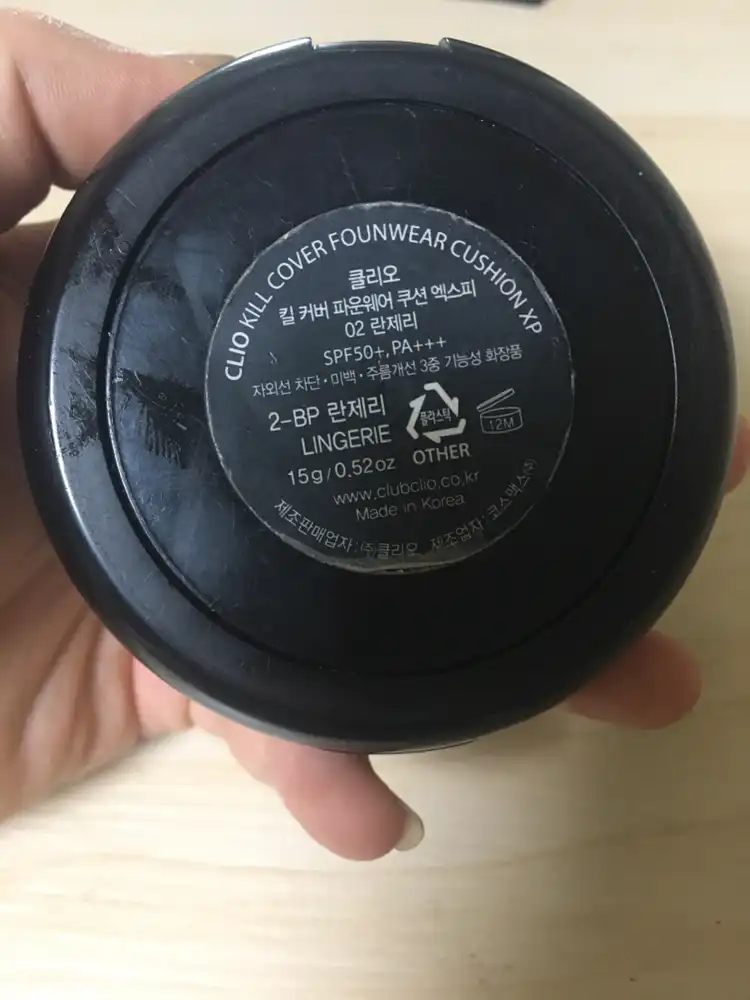 CLIO KILL COVER FOUNWEAR CUSHION XP
클리오
킬 커버 파운웨어 쿠션 엑스피
02 란제리
SPF50+, PA+++
자외선 차단·미백·주름개선 3중 기능성 화장품
2-BP 란제리
LINGERIE
플라스틱
OTHER
12M
15g/0.52oz
www.clubclio.co.kr
Made in Korea
제조판매업자 : ㈜클리오 제조업자 : 코스맥스㈜